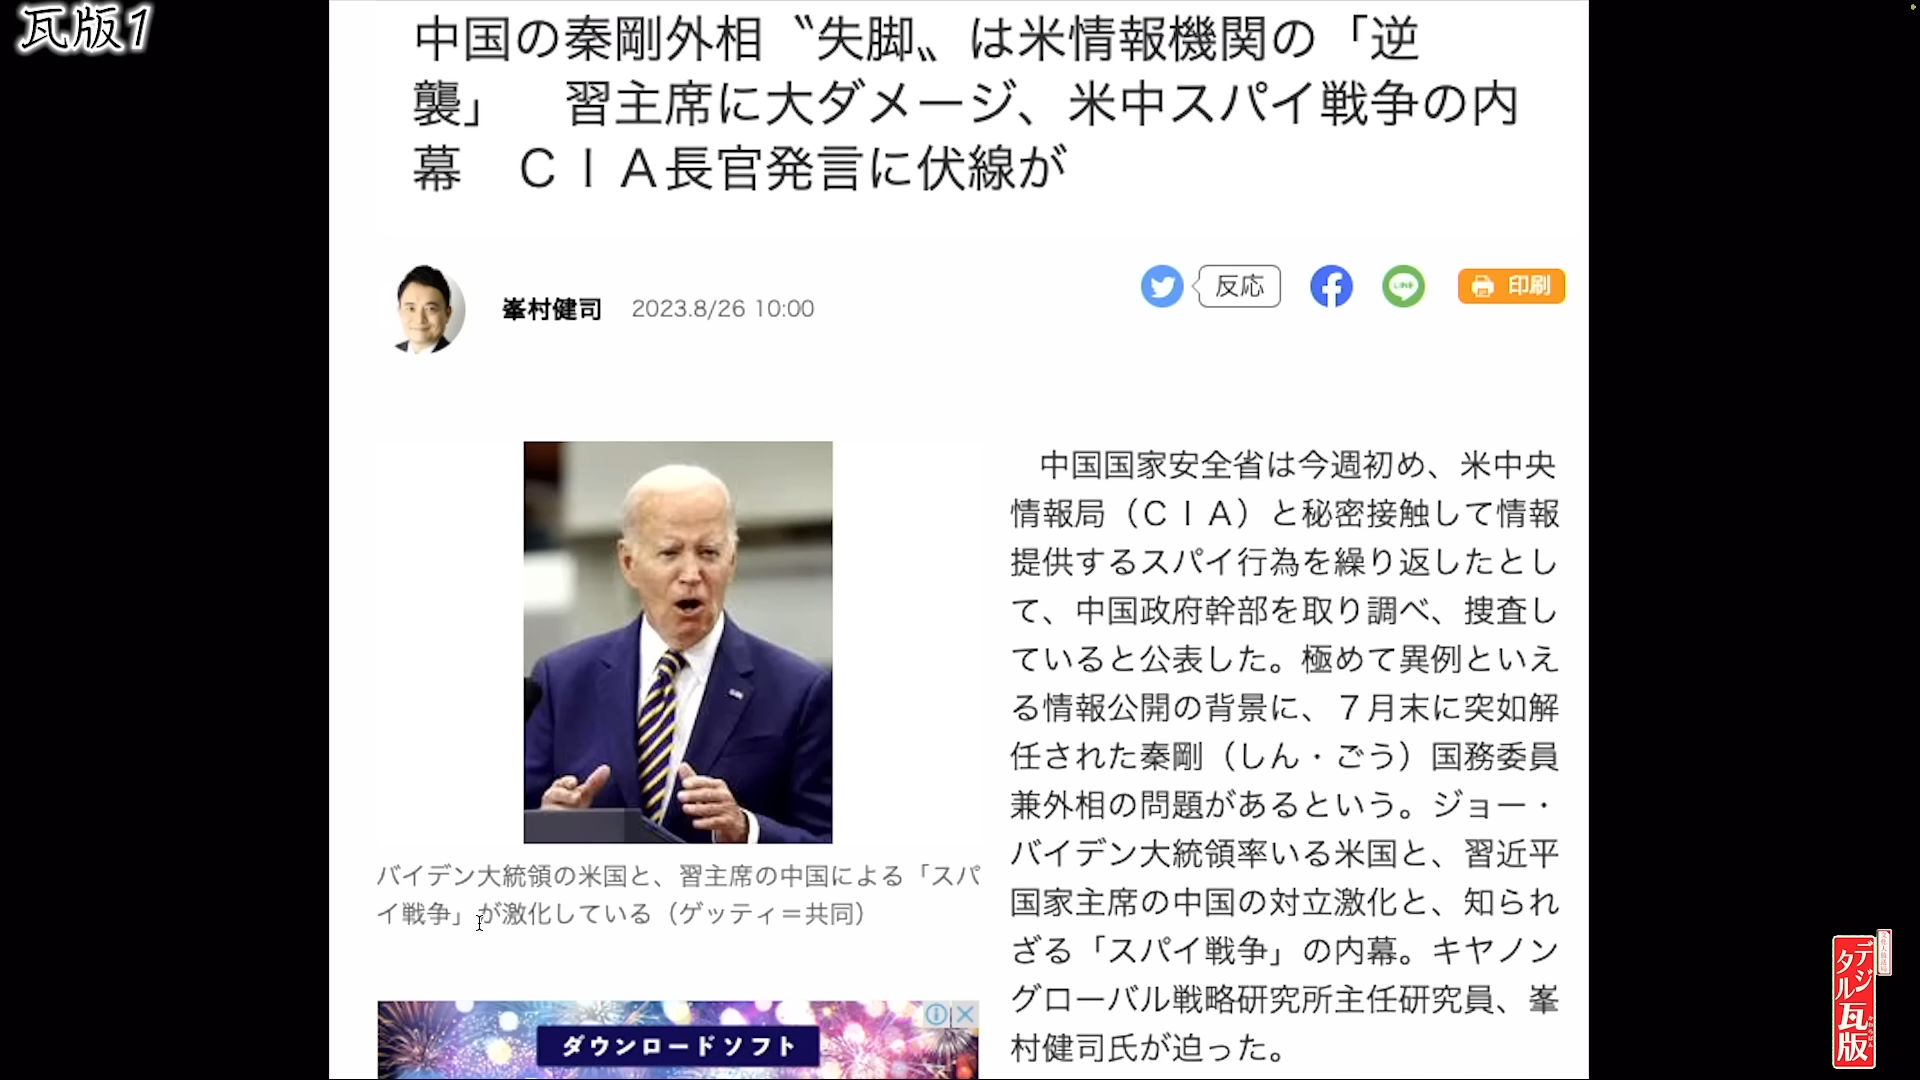 瓦版1
中国の秦剛外相〝失脚〟は米情報機関の「逆
襲」　習主席に大ダメージ、米中スパイ戦争の内
幕　ＣＩＡ長官発言に伏線が
峯村健司　2023.8/26 10:00
反応
LINE
印刷
バイデン大統領の米国と、習主席の中国による「スパ
イ戦争」が激化している（ゲッティ＝共同）
ダウンロードソフト
　中国国家安全省は今週初め、米中央
情報局（ＣＩＡ）と秘密接触して情報
提供するスパイ行為を繰り返したとし
て、中国政府幹部を取り調べ、捜査し
ていると公表した。極めて異例といえ
る情報公開の背景に、７月末に突如解
任された秦剛（しん・ごう）国務委員
兼外相の問題があるという。ジョー・
バイデン大統領率いる米国と、習近平
国家主席の中国の対立激化と、知られ
ざる「スパイ戦争」の内幕。キヤノン
グローバル戦略研究所主任研究員、峯
村健司氏が迫った。
デジタル瓦版